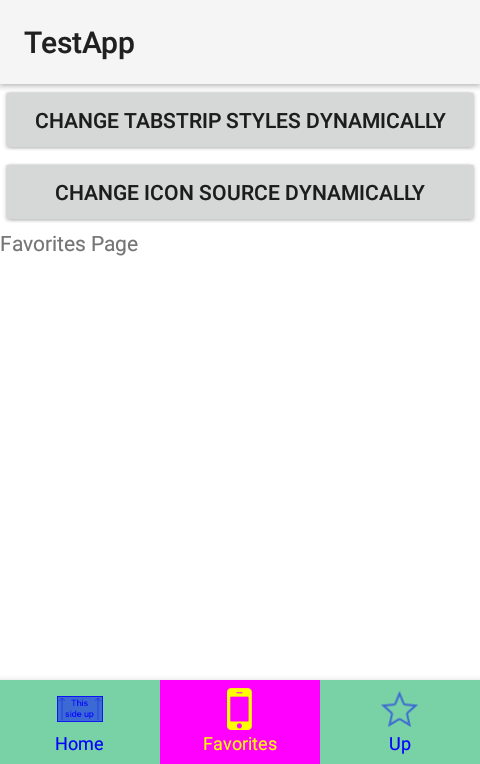 TestApp
CHANGE TABSTRIP STYLES DYNAMICALLY
CHANGE ICON SOURCE DYNAMICALLY
Favorites Page
This
side up
Home
Favorites
Up